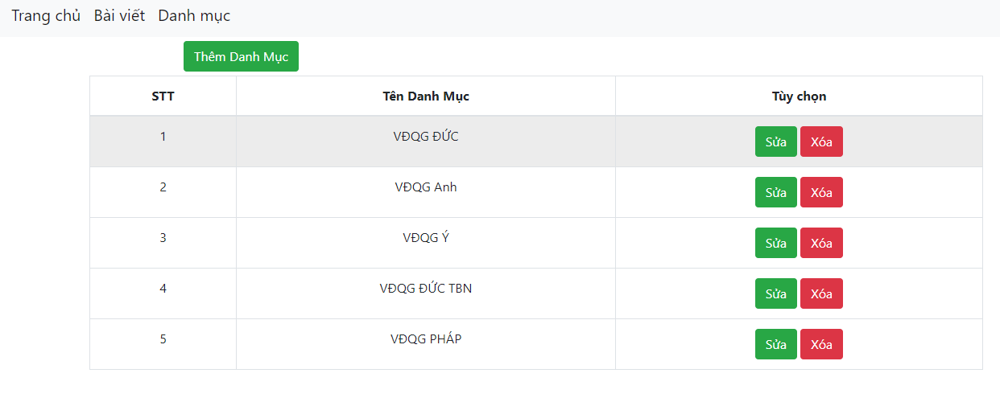 Trang chủ Bài viết Danh mục
Thêm Danh Mục
STT Tên Danh Mục Tùy chọn
1 VĐQG ĐỨC Sửa Xóa
2 VĐQG Anh Sửa Xóa
3 VĐQG Ý Sửa Xóa
4 VĐQG ĐỨC TBN Sửa Xóa
5 VĐQG PHÁP Sửa Xóa